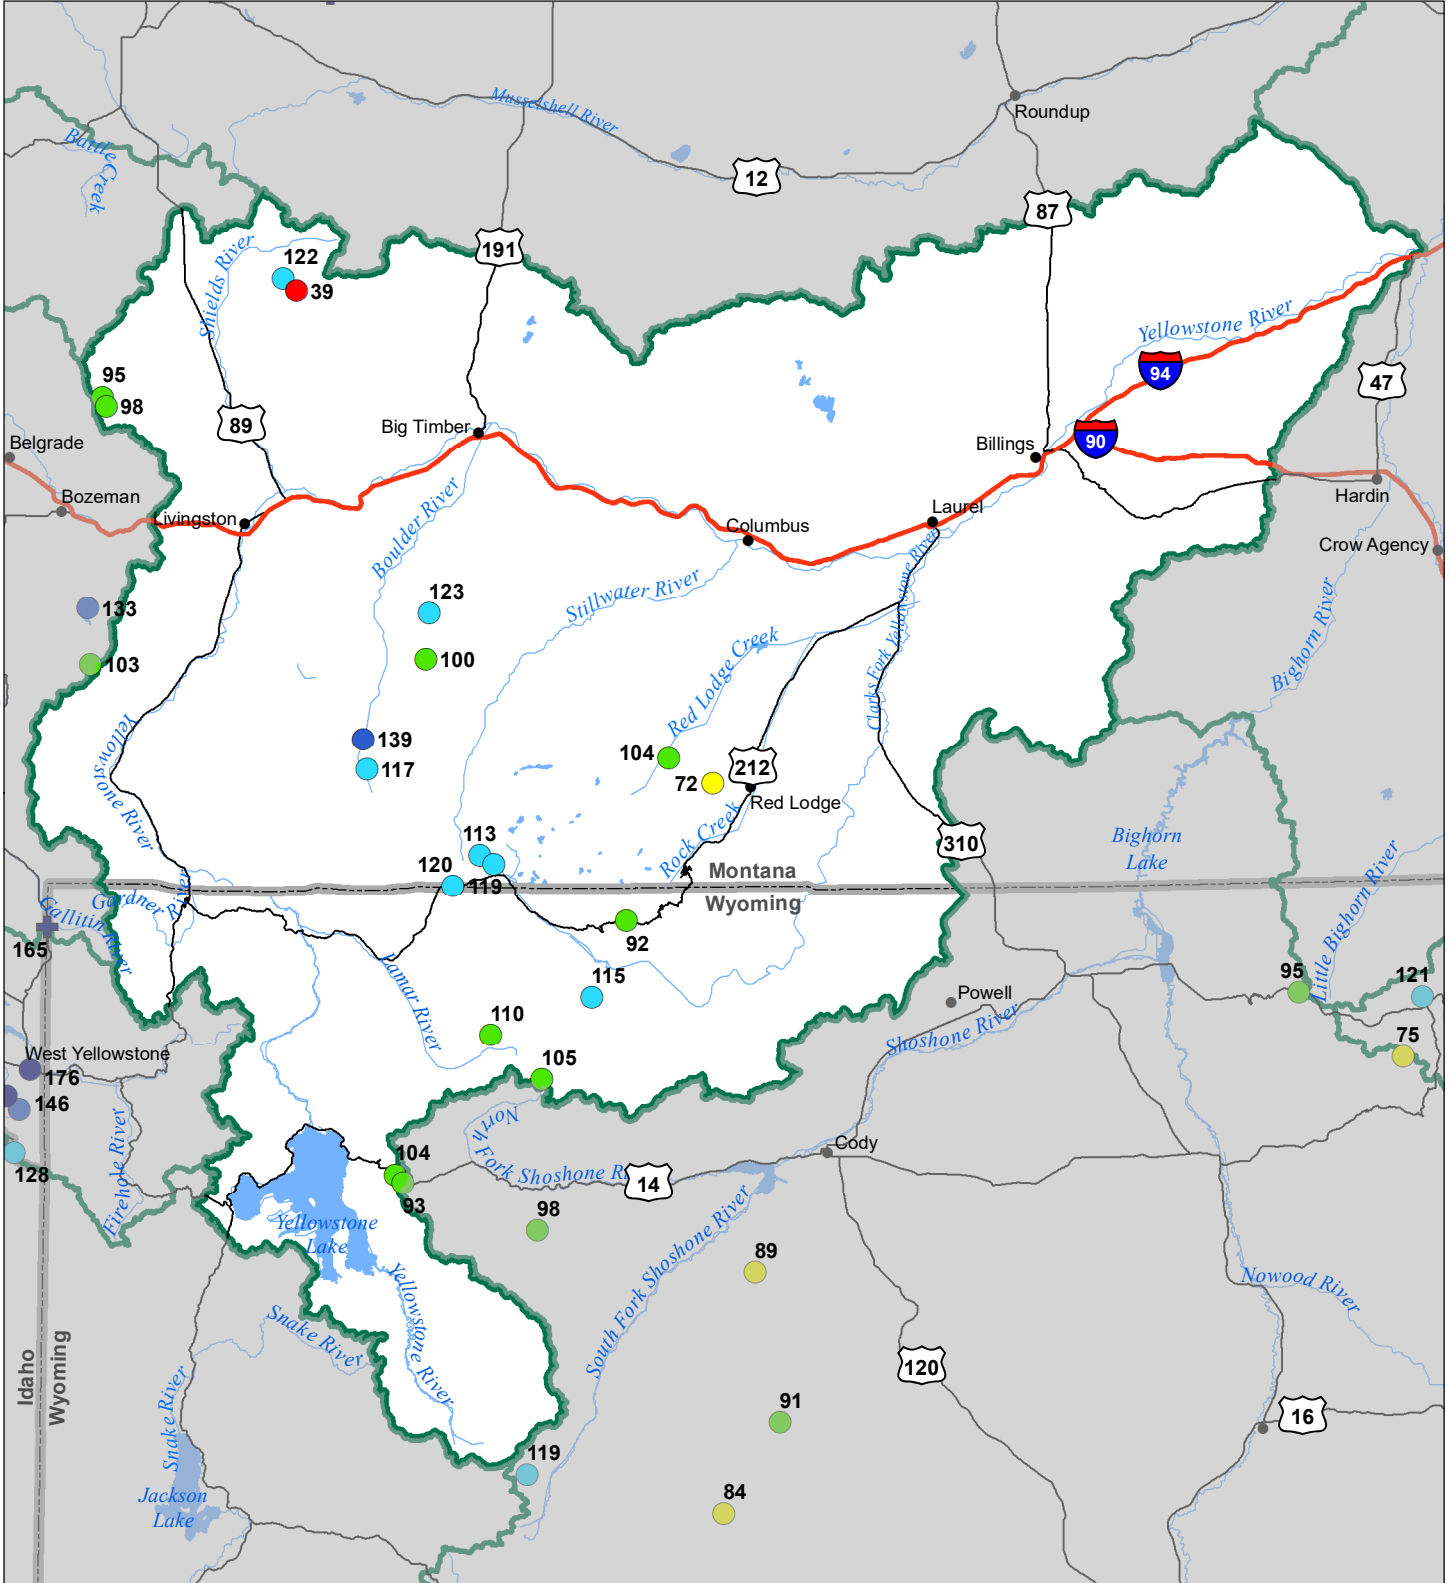 Roundup
Musselshell River
Battle Creek
12
87
191
122
39
Shields River
Yellowstone River
94
47
95
98
89
Big Timber
Belgrade
Billings
90
Bozeman
Livingston
Boulder River
Columbus
Laurel
Hardin
Crow Agency
133
123
Stillwater River
Clarks Fork Yellowstone River
Bighorn River
103
100
Red Lodge Creek
Yellowstone River
139
117
104
72
212
Red Lodge
Rock Creek
113
120
119
310
Bighorn
Lake
Montana
Wyoming
Gardner River
Gallitin River
Little Bighorn River
165
92
Lamar River
115
95
121
Powell
Shoshone River
110
75
West Yellowstone
176
105
146
Firehole River
North Fork Shoshone Ri
Cody
104
128
14
93
98
Yellowstone
Lake
South Fork Shoshone River
89
Yellowstone River
Nowood River
Snake River
Idaho
Wyoming
120
Snake River
91
16
119
Jackson
Lake
84